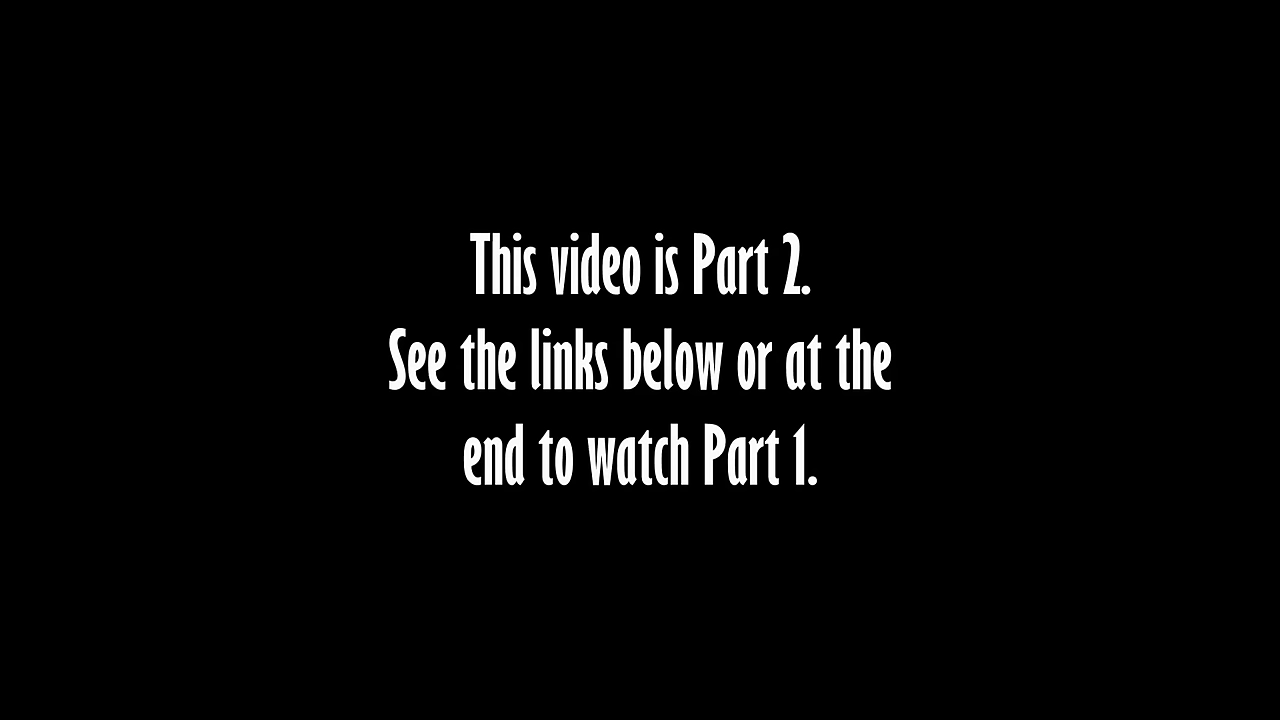 This video is Part 2.
See the links below or at the
end to watch Part 1.